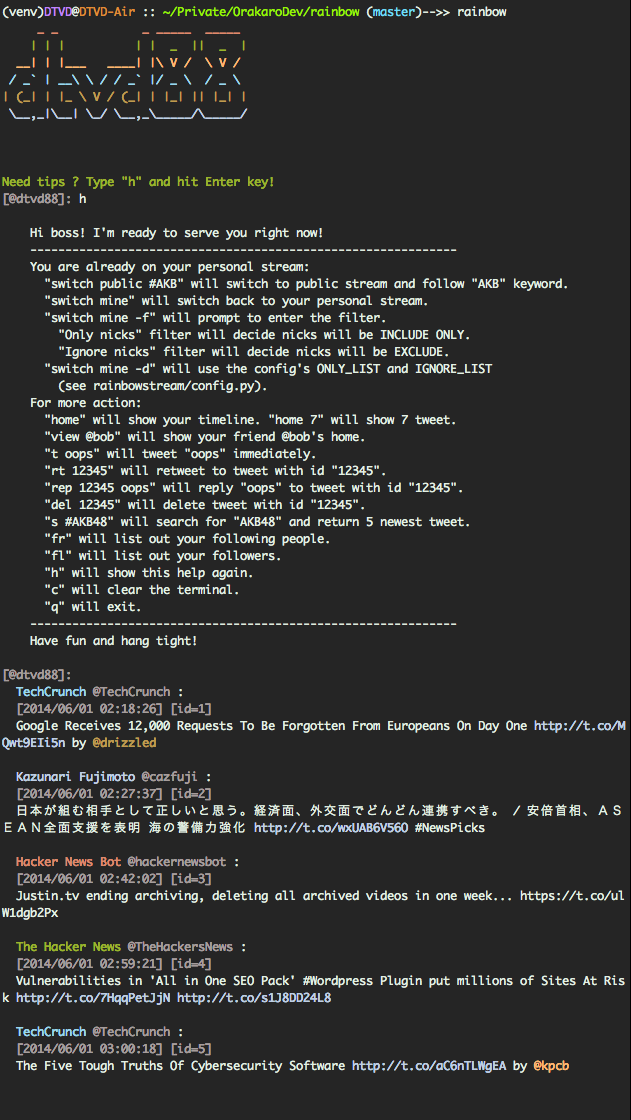 (venv)DTVD@DTVD-Air :: ~/Private/OrakaroDev/rainbow (master)-->> rainbow
dtvd88
Need tips ? Type "h" and hit Enter key!
[@dtvd88]: h
Hi boss! I'm ready to serve you right now!
-------------------------------------------------------------
You are already on your personal stream:
"switch public #AKB" will switch to public stream and follow "AKB" keyword.
"switch mine" will switch back to your personal stream.
"switch mine -f" will prompt to enter the filter.
"Only nicks" filter will decide nicks will be INCLUDE ONLY.
"Ignore nicks" filter will decide nicks will be EXCLUDE.
"switch mine -d" will use the config's ONLY_LIST and IGNORE_LIST
(see rainbowstream/config.py).
For more action:
"home" will show your timeline. "home 7" will show 7 tweet.
"view @bob" will show your friend @bob's home.
"t oops" will tweet "oops" immediately.
"rt 12345" will retweet to tweet with id "12345".
"rep 12345 oops" will reply "oops" to tweet with id "12345".
"del 12345" will delete tweet with id "12345".
"s #AKB48" will search for "AKB48" and return 5 newest tweet.
"fr" will list out your following people.
"fl" will list out your followers.
"h" will show this help again.
"c" will clear the terminal.
"q" will exit.
-------------------------------------------------------------
Have fun and hang tight!
[@dtvd88]:
TechCrunch @TechCrunch :
[2014/06/01 02:18:26] [id=1]
Google Receives 12,000 Requests To Be Forgotten From Europeans On Day One http://t.co/M
Qwt9EIi5n by @drizzled
Kazunari Fujimoto @cazfuji :
[2014/06/01 02:27:37] [id=2]
日本が組む相手として正しいと思う。経済面、外交面でどんどん連携すべき。 / 安倍首相、ＡＳ
ＥＡＮ全面支援を表明 海の警備力強化 http://t.co/wxUAB6V56O #NewsPicks
Hacker News Bot @hackernewsbot :
[2014/06/01 02:42:02] [id=3]
Justin.tv ending archiving, deleting all archived videos in one week... https://t.co/ul
W1dgb2Px
The Hacker News @TheHackersNews :
[2014/06/01 02:59:21] [id=4]
Vulnerabilities in 'All in One SEO Pack' #Wordpress Plugin put millions of Sites At Ris
k http://t.co/7HqqPetJjN http://t.co/s1J8DD24L8
TechCrunch @TechCrunch :
[2014/06/01 03:00:18] [id=5]
The Five Tough Truths Of Cybersecurity Software http://t.co/aC6nTLWgEA by @kpcb